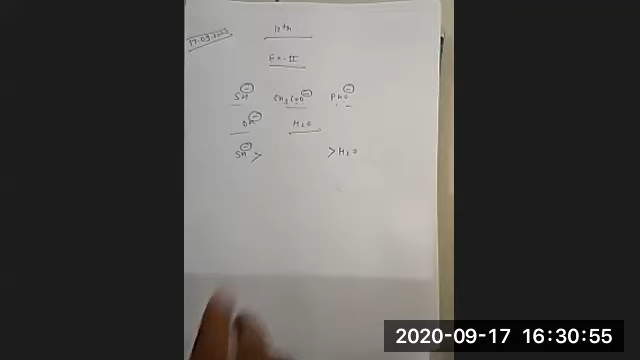 17-09-2020
12th
Ex-II
SH⊖ CH3COO⊖ PhO⊖
OH⊖ H2O
SH⊖ > > H2O
2020-09-17 16:30:55